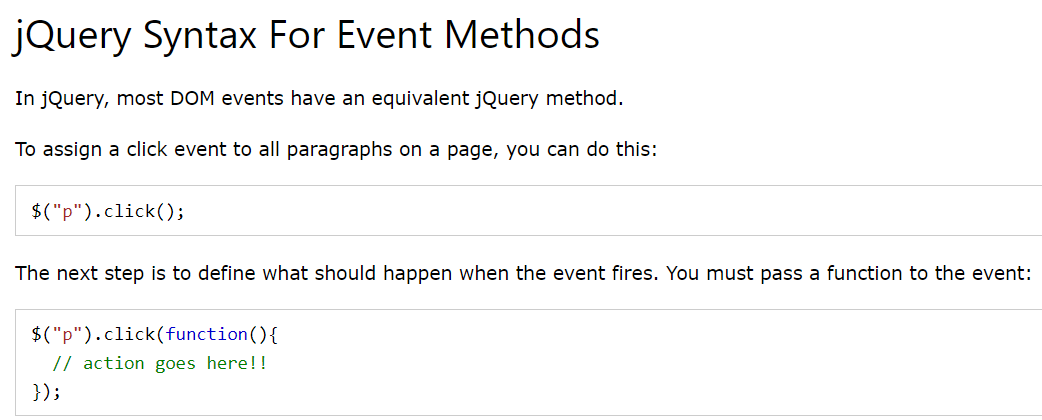 jQuery Syntax For Event Methods
In jQuery, most DOM events have an equivalent jQuery method.
To assign a click event to all paragraphs on a page, you can do this:
$("p").click();
The next step is to define what should happen when the event fires. You must pass a function to the event:
$("p").click(function(){
  // action goes here!!
});